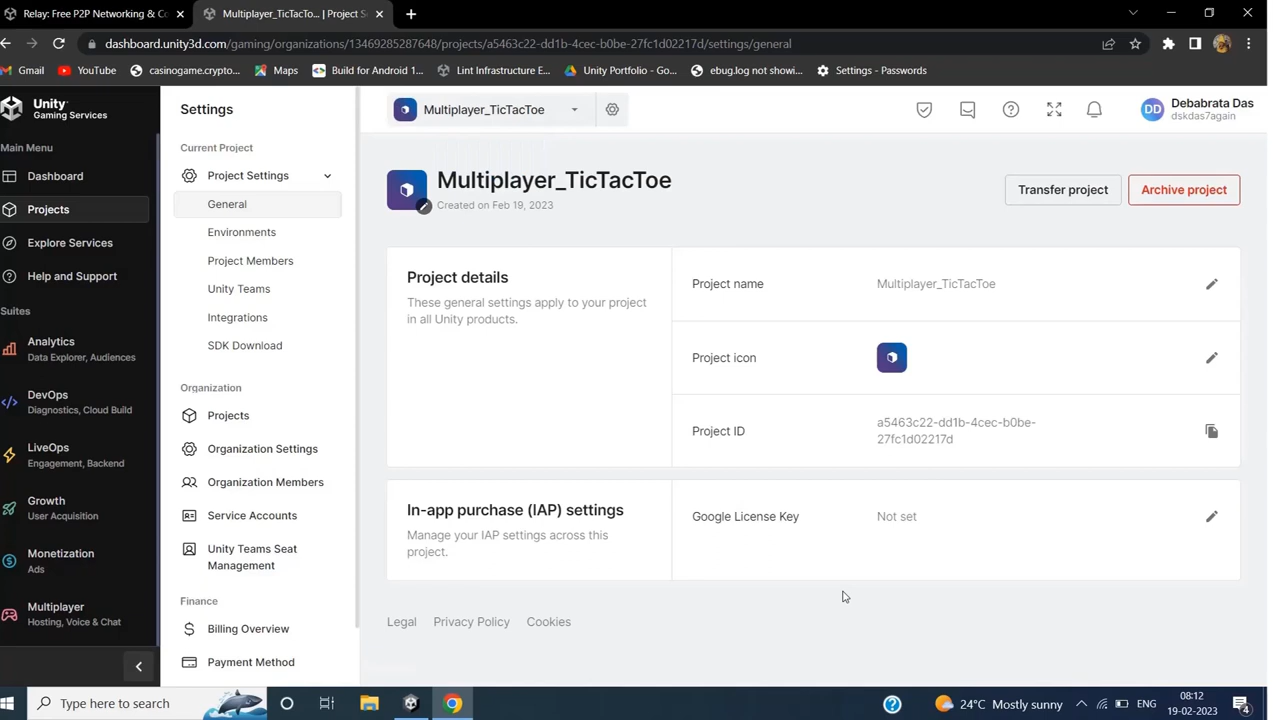 Relay: Free P2P Networking & Co
Multiplayer_TicTacTo... | Project S
dashboard.unity3d.com/gaming/organizations/13469285287648/projects/a5463c22-dd1b-4cec-b0be-27fc1d02217d/settings/general
Gmail
YouTube
casinogame.crypto...
Maps
Build for Android 1...
Lint Infrastructure E...
Unity Portfolio - Go...
ebug.log not showi...
Settings - Passwords
Unity
Gaming Services
Main Menu
Dashboard
Projects
Explore Services
Help and Support
Suites
Analytics
Data Explorer, Audiences
DevOps
Diagnostics, Cloud Build
LiveOps
Engagement, Backend
Growth
User Acquisition
Monetization
Ads
Multiplayer
Hosting, Voice & Chat
Settings
Current Project
Project Settings
General
Environments
Project Members
Unity Teams
Integrations
SDK Download
Organization
Projects
Organization Settings
Organization Members
Service Accounts
Unity Teams Seat
Management
Finance
Billing Overview
Payment Method
Multiplayer_TicTacToe
DD
Debabrata Das
dskdas7again
Multiplayer_TicTacToe
Created on Feb 19, 2023
Transfer project
Archive project
Project details
These general settings apply to your project
in all Unity products.
Project name
Multiplayer_TicTacToe
Project icon
Project ID
a5463c22-dd1b-4cec-b0be-
27fc1d02217d
In-app purchase (IAP) settings
Manage your IAP settings across this
project.
Google License Key
Not set
Legal
Privacy Policy
Cookies
Type here to search
24°C Mostly sunny
ENG
08:12
19-02-2023
4